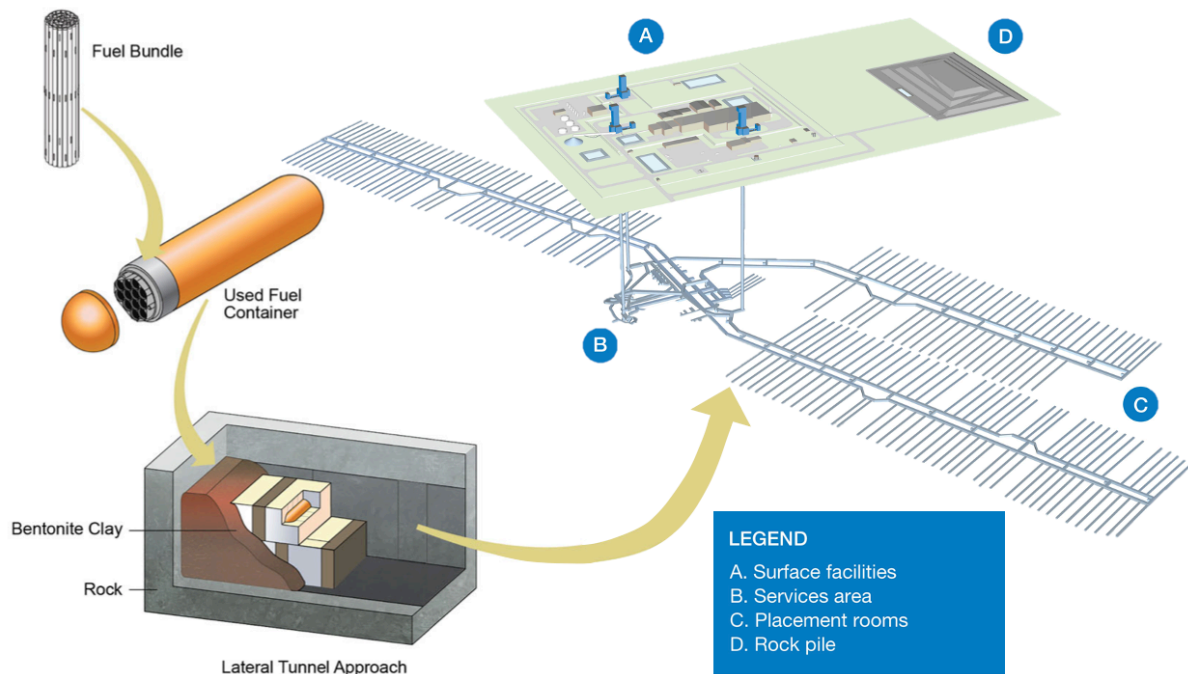 Fuel Bundle
A
D
Used Fuel
Container
B
C
Bentonite Clay
Rock
Lateral Tunnel Approach
LEGEND
A. Surface facilities
B. Services area
C. Placement rooms
D. Rock pile